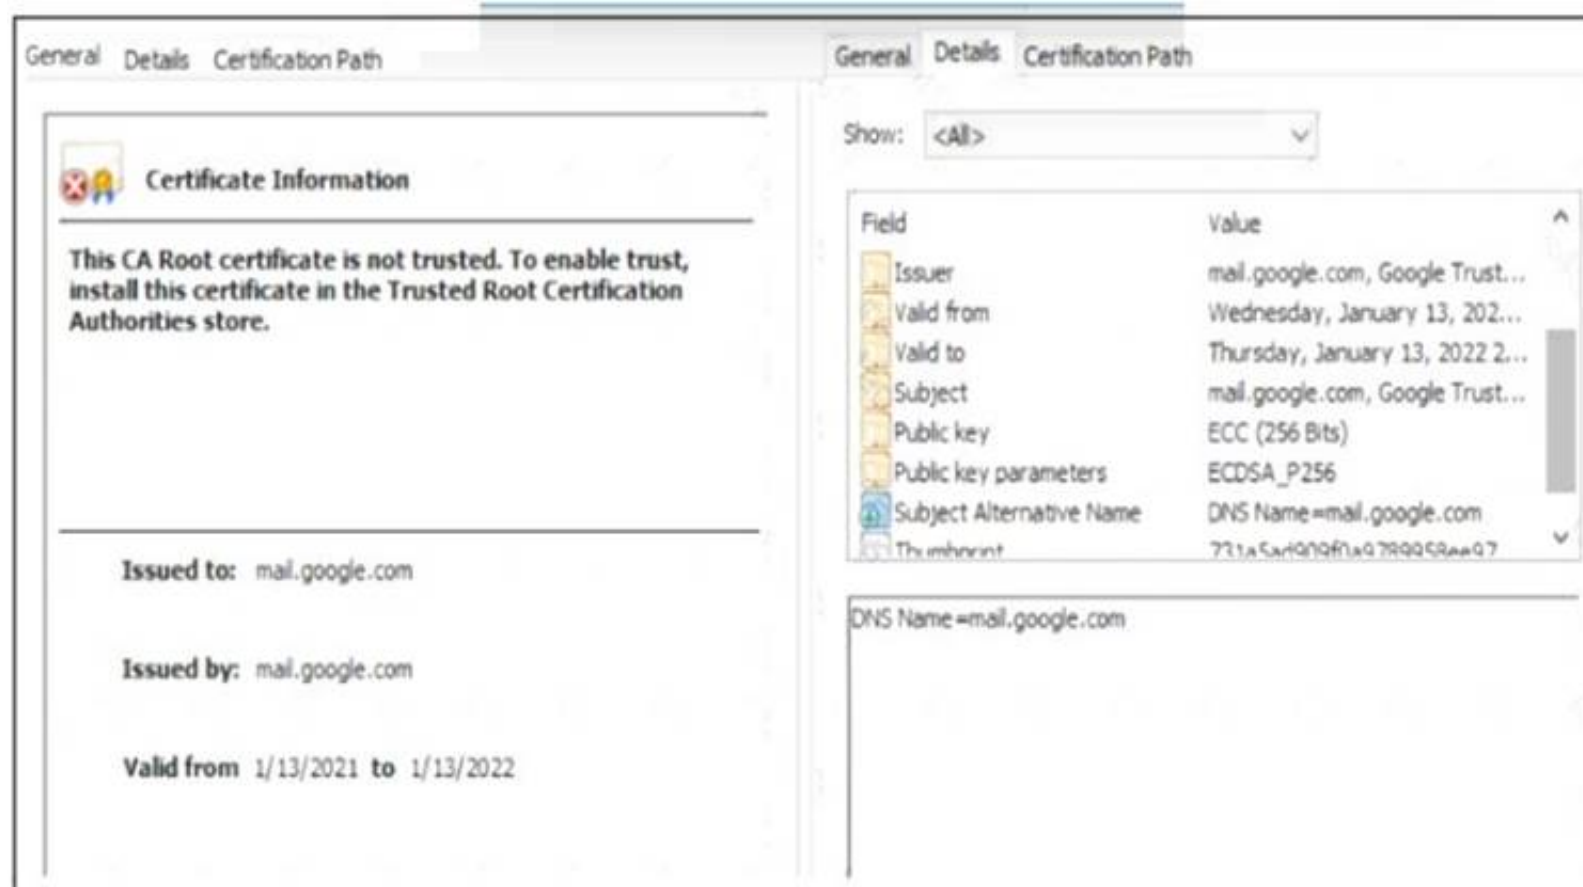 General Details Certification Path
Certificate Information
This CA Root certificate is not trusted. To enable trust,
install this certificate in the Trusted Root Certification
Authorities store.
Issued to: mail.google.com
Issued by: mail.google.com
Valid from 1/13/2021 to 1/13/2022
General Details Certification Path
Show: <All>
Field Value
Issuer mail.google.com, Google Trust...
Valid from Wednesday, January 13, 202...
Valid to Thursday, January 13, 2022 2...
Subject mail.google.com, Google Trust...
Public key ECC (256 Bits)
Public key parameters ECDSA_P256
Subject Alternative Name DNS Name=mail.google.com
Thumbprint
DNS Name=mail.google.com